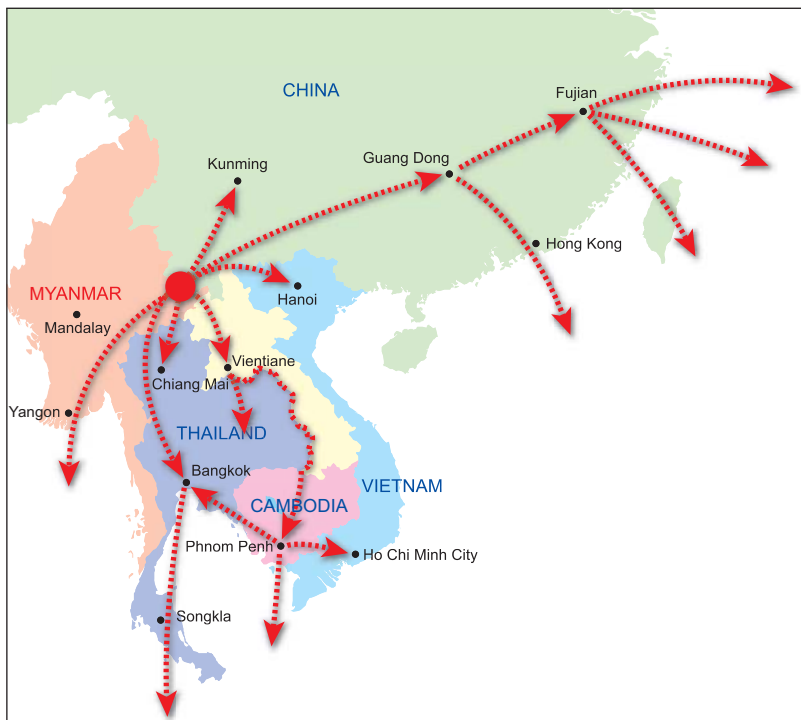 CHINA
Fujian
Kunming
Guang Dong
Hong Kong
MYANMAR
Hanoi
Mandalay
Vientiane
Chiang Mai
Yangon
THAILAND
Bangkok
VIETNAM
CAMBODIA
Phnom Penh
Ho Chi Minh City
Songkla